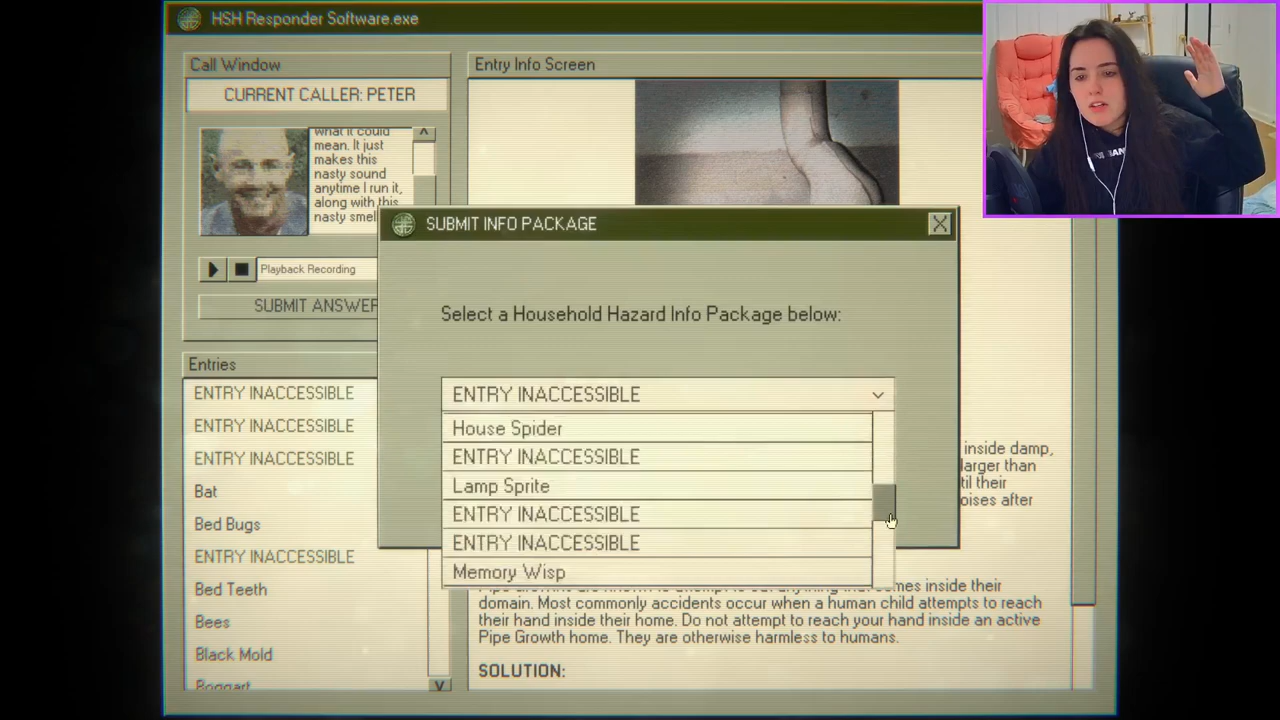 HSH Responder Software.exe
Call Window
CURRENT CALLER: PETER
what it could
mean. It just
makes this
nasty sound
anytime I run it,
along with this
nasty smel
Playback Recording
SUBMIT ANSWER
Entries
ENTRY INACCESSIBLE
ENTRY INACCESSIBLE
ENTRY INACCESSIBLE
Bat
Bed Bugs
ENTRY INACCESSIBLE
Bed Teeth
Bees
Black Mold
Boggart
Entry Info Screen
SUBMIT INFO PACKAGE
Select a Household Hazard Info Package below:
ENTRY INACCESSIBLE
House Spider
ENTRY INACCESSIBLE
Lamp Sprite
ENTRY INACCESSIBLE
ENTRY INACCESSIBLE
Memory Wisp
inside damp,
larger than
til their
oises after
omes inside their
domain. Most commonly accidents occur when a human child attempts to reach
their hand inside their home. Do not attempt to reach your hand inside an active
Pipe Growth home. They are otherwise harmless to humans.
SOLUTION: